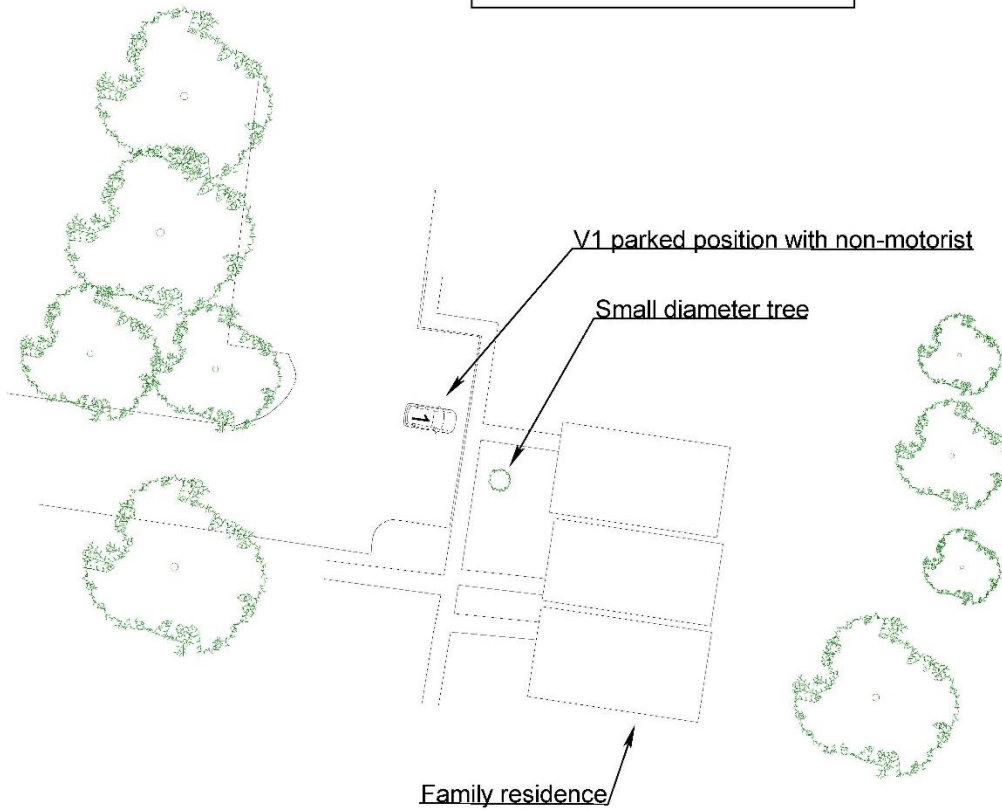 V1 parked position with non-motorist
Small diameter tree
1
Family residence